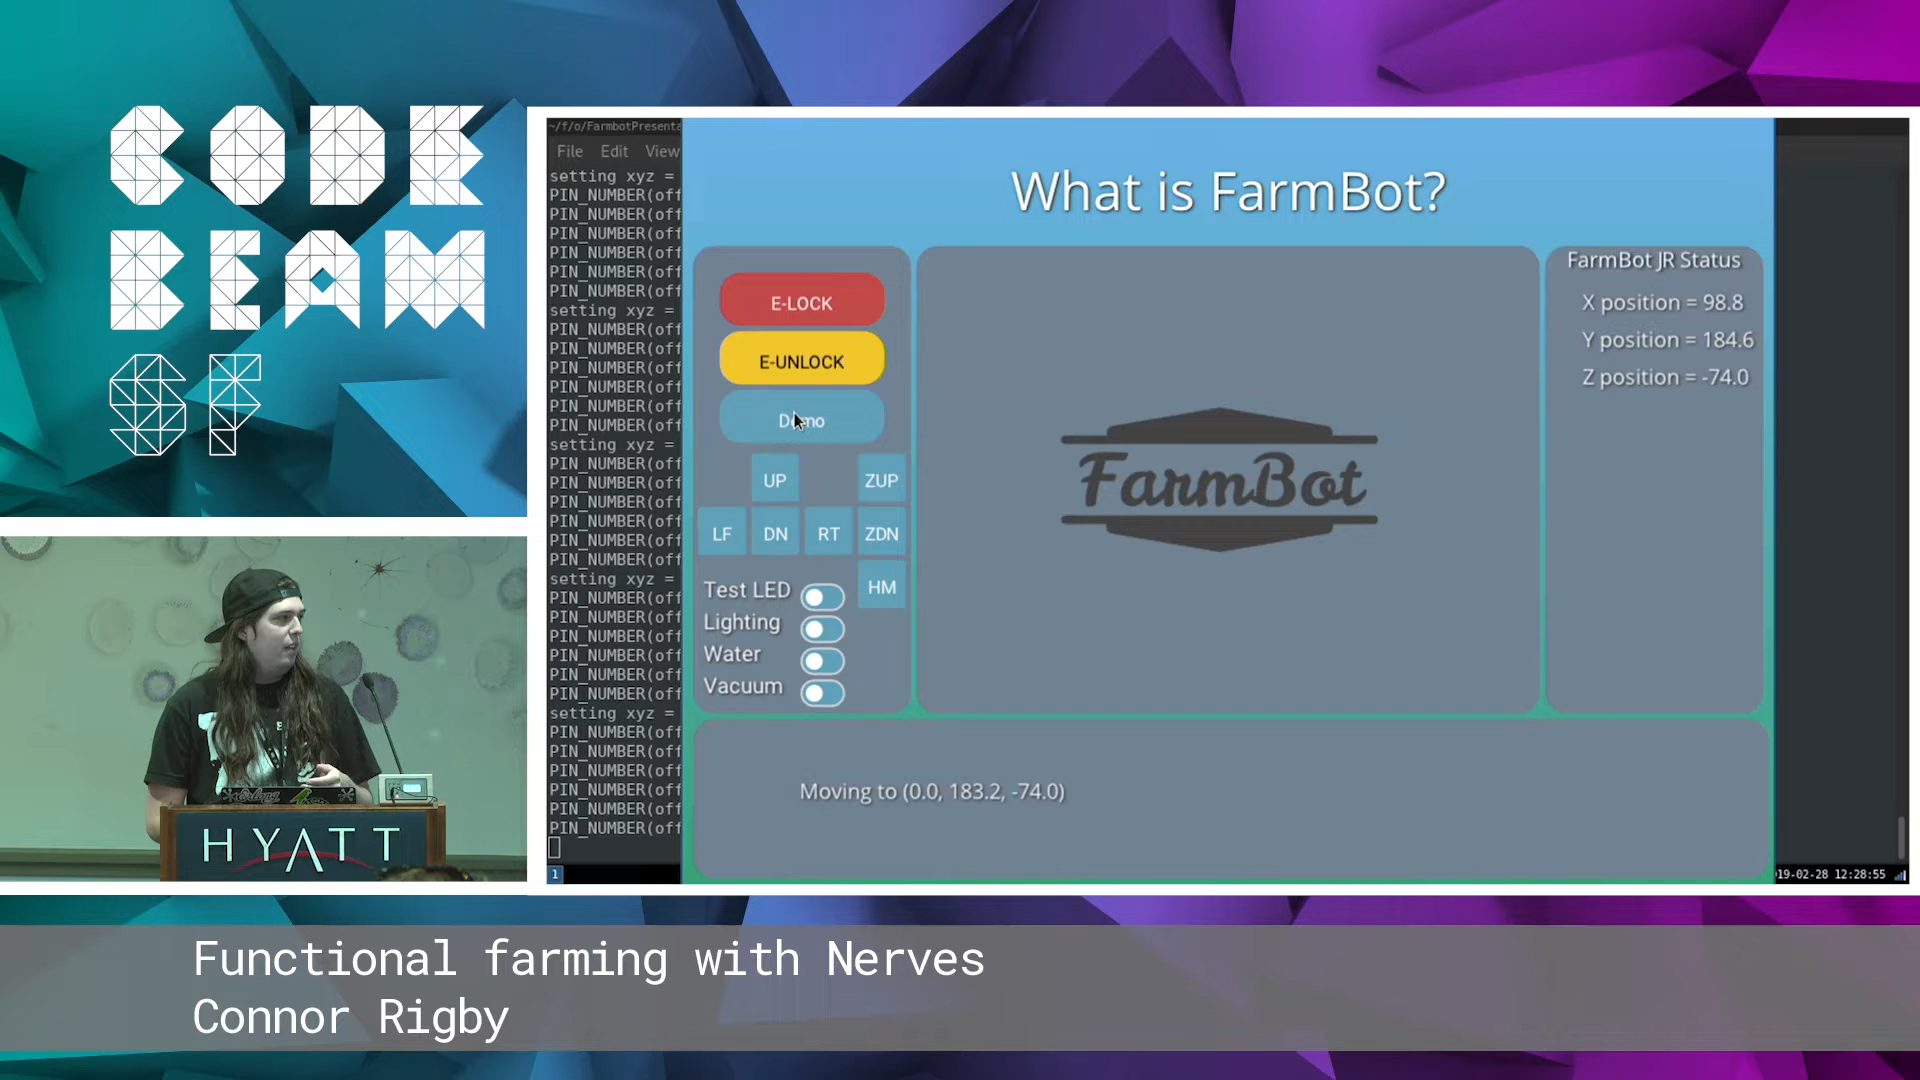 CODE
BEAM
SF
~/f/o/FarmbotPresenta
File Edit View
setting xyz =
PIN_NUMBER(off
PIN_NUMBER(off
PIN_NUMBER(off
PIN_NUMBER(off
PIN_NUMBER(off
PIN_NUMBER(off
setting xyz =
PIN_NUMBER(off
PIN_NUMBER(off
PIN_NUMBER(off
PIN_NUMBER(off
PIN_NUMBER(off
PIN_NUMBER(off
setting xyz =
PIN_NUMBER(off
PIN_NUMBER(off
PIN_NUMBER(off
PIN_NUMBER(off
PIN_NUMBER(off
PIN_NUMBER(off
setting xyz =
PIN_NUMBER(off
PIN_NUMBER(off
PIN_NUMBER(off
PIN_NUMBER(off
PIN_NUMBER(off
PIN_NUMBER(off
setting xyz =
PIN_NUMBER(off
PIN_NUMBER(off
PIN_NUMBER(off
PIN_NUMBER(off
PIN_NUMBER(off
PIN_NUMBER(off
1
What is FarmBot?
E-LOCK
E-UNLOCK
Demo
UP ZUP
LF DN RT ZDN
HM
Test LED
Lighting
Water
Vacuum
FarmBot
FarmBot JR Status
X position = 98.8
Y position = 184.6
Z position = -74.0
Moving to (0.0, 183.2, -74.0)
19-02-28 12:28:55
HYATT
Functional farming with Nerves
Connor Rigby